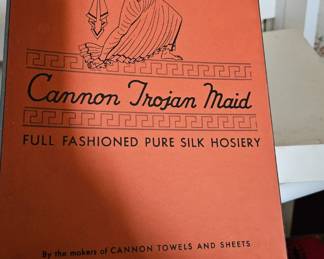 Cannon Trojan Maid
FULL FASHIONED PURE SILK HOSIERY
By the makers of CANNON TOWELS AND SHEETS